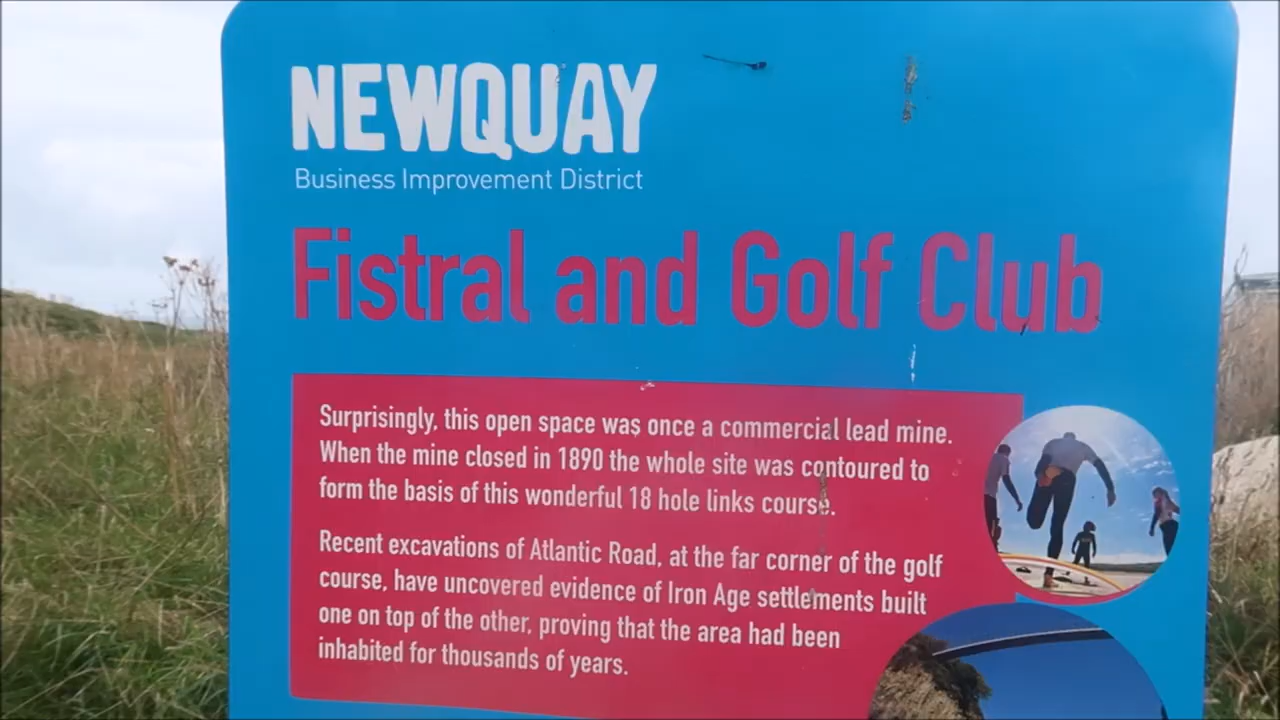 NEWQUAY
Business Improvement District
Fistral and Golf Club
Surprisingly, this open space was once a commercial lead mine.
When the mine closed in 1890 the whole site was contoured to
form the basis of this wonderful 18 hole links course.
Recent excavations of Atlantic Road, at the far corner of the golf
course, have uncovered evidence of Iron Age settlements built
one on top of the other, proving that the area had been
inhabited for thousands of years.